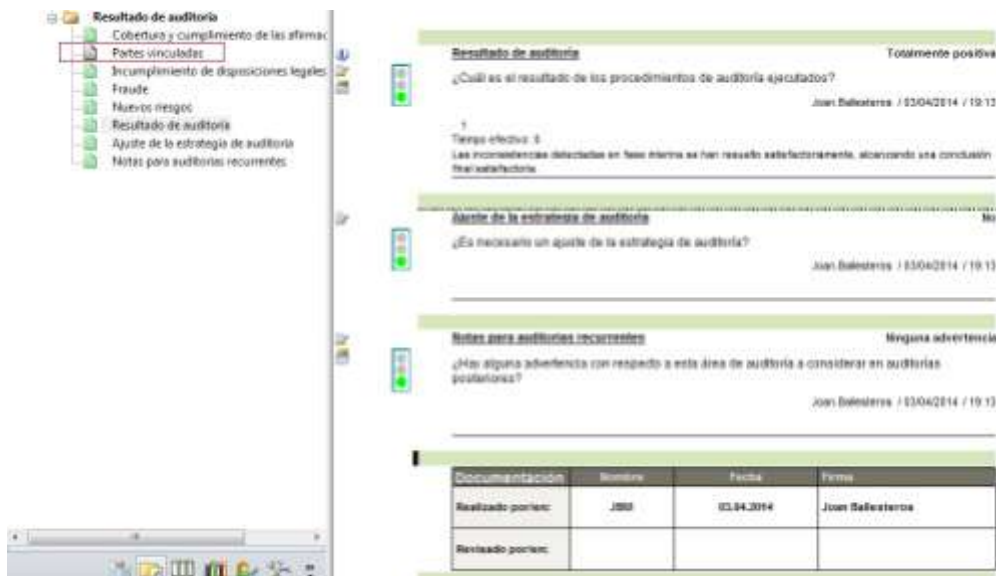 Resultado de auditoría
Cobertura y cumplimiento de las afirmac
Partes vinculadas
Incumplimiento de disposiciones legales
Fraude
Nuevos riesgos
Resultado de auditoría
Ajuste de la estrategia de auditoría
Notas para auditorías recurrentes
Resultado de auditoría Totalmente positiva
¿Cuál es el resultado de los procedimientos de auditoría ejecutados?
Joan Ballesteros / 03/04/2014 / 19:13
1
Tiempo efectivo: 0
Las inconsistencias detectadas en fase interna se han resuelto satisfactoriamente, alcanzando una conclusión
final satisfactoria.
Ajuste de la estrategia de auditoría No
¿Es necesario un ajuste de la estrategia de auditoría?
Joan Ballesteros / 03/04/2014 / 19:13
Notas para auditorías recurrentes Ninguna advertencia
¿Hay alguna advertencia con respecto a esta área de auditoría a considerar en auditorías
posteriores?
Joan Ballesteros / 03/04/2014 / 19:13
Documentación Nombre Fecha Firma
Realizado por/en: 03.04.2014 Joan Ballesteros
Revisado por/en: